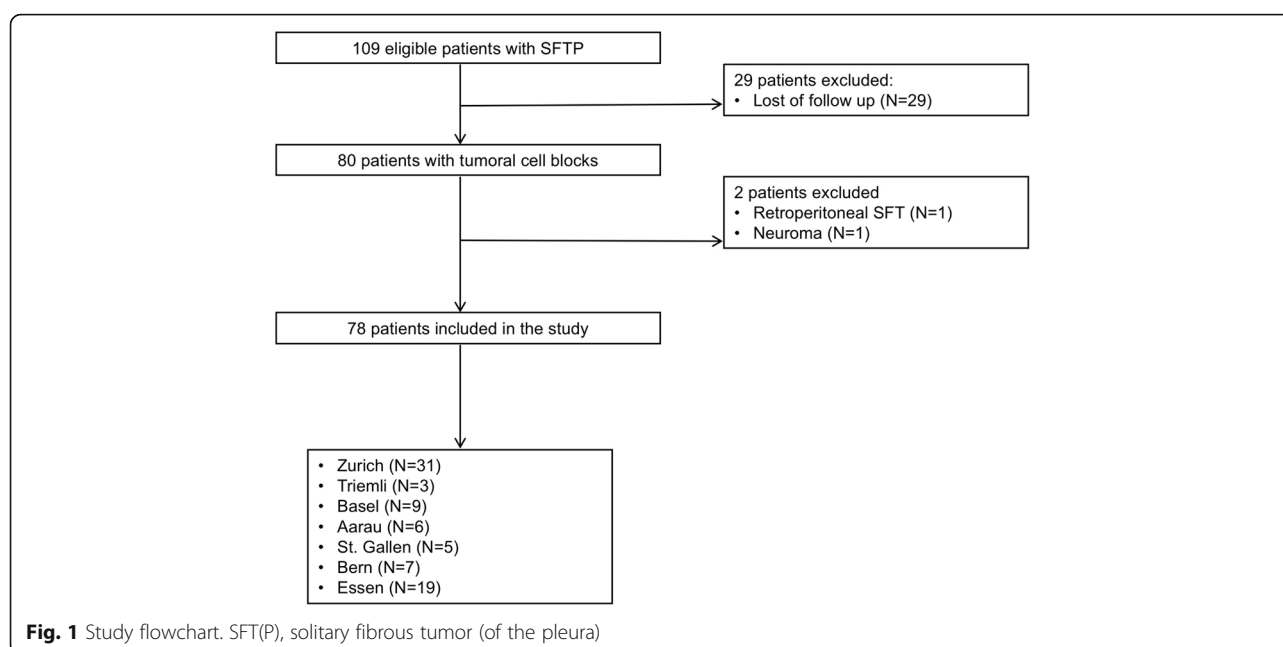 109 eligible patients with SFTP
29 patients excluded:
• Lost of follow up (N=29)
80 patients with tumoral cell blocks
2 patients excluded
• Retroperitoneal SFT (N=1)
• Neuroma (N=1)
78 patients included in the study
• Zurich (N=31)
• Triemli (N=3)
• Basel (N=9)
• Aarau (N=6)
• St. Gallen (N=5)
• Bern (N=7)
• Essen (N=19)
Fig. 1 Study flowchart. SFT(P), solitary fibrous tumor (of the pleura)